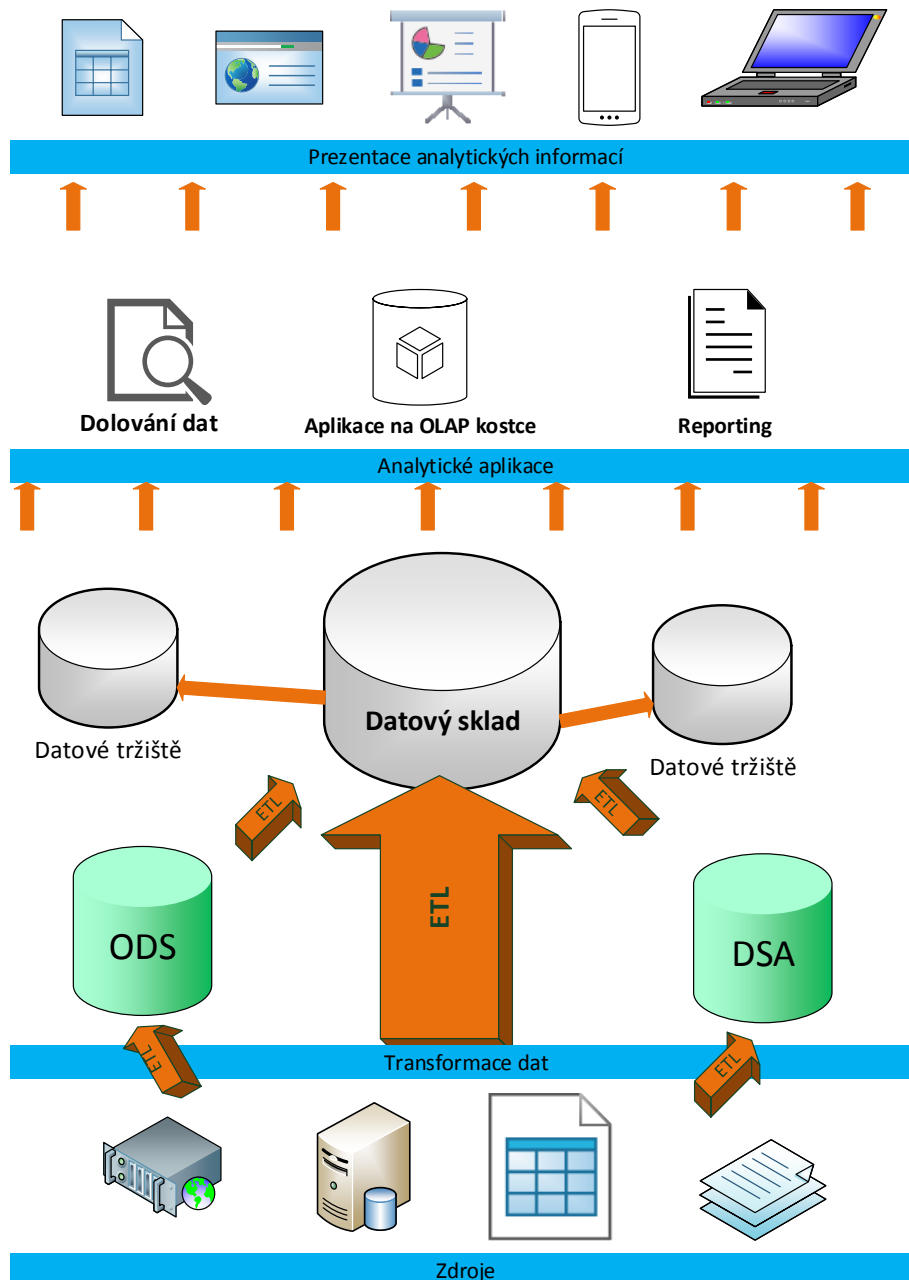 Prezentace analytických informací
Dolování dat
Aplikace na OLAP kostce
Reporting
Analytické aplikace
Datový sklad
Datové tržiště
Datové tržiště
ETL
ETL
ETL
ODS
DSA
ETL
ETL
Transformace dat
Zdroje